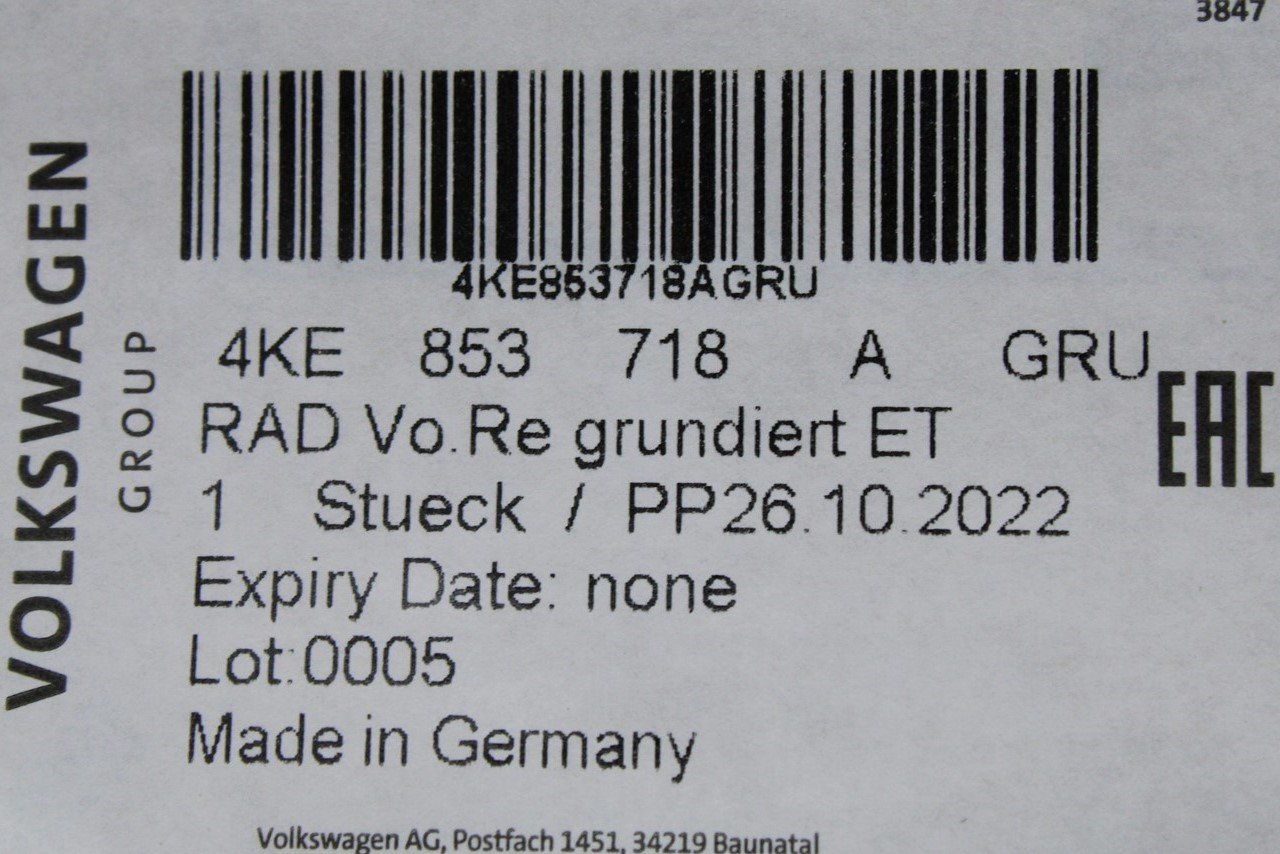 3847
4KE853718AGRU
4KE 853 718 A GRU
RAD Vo.Re grundiert ET
1 Stueck / PP26.10.2022
Expiry Date: none
Lot:0005
Made in Germany
VOLKSWAGEN
GROUP
EAC
Volkswagen AG, Postfach 1451, 34219 Baunatal